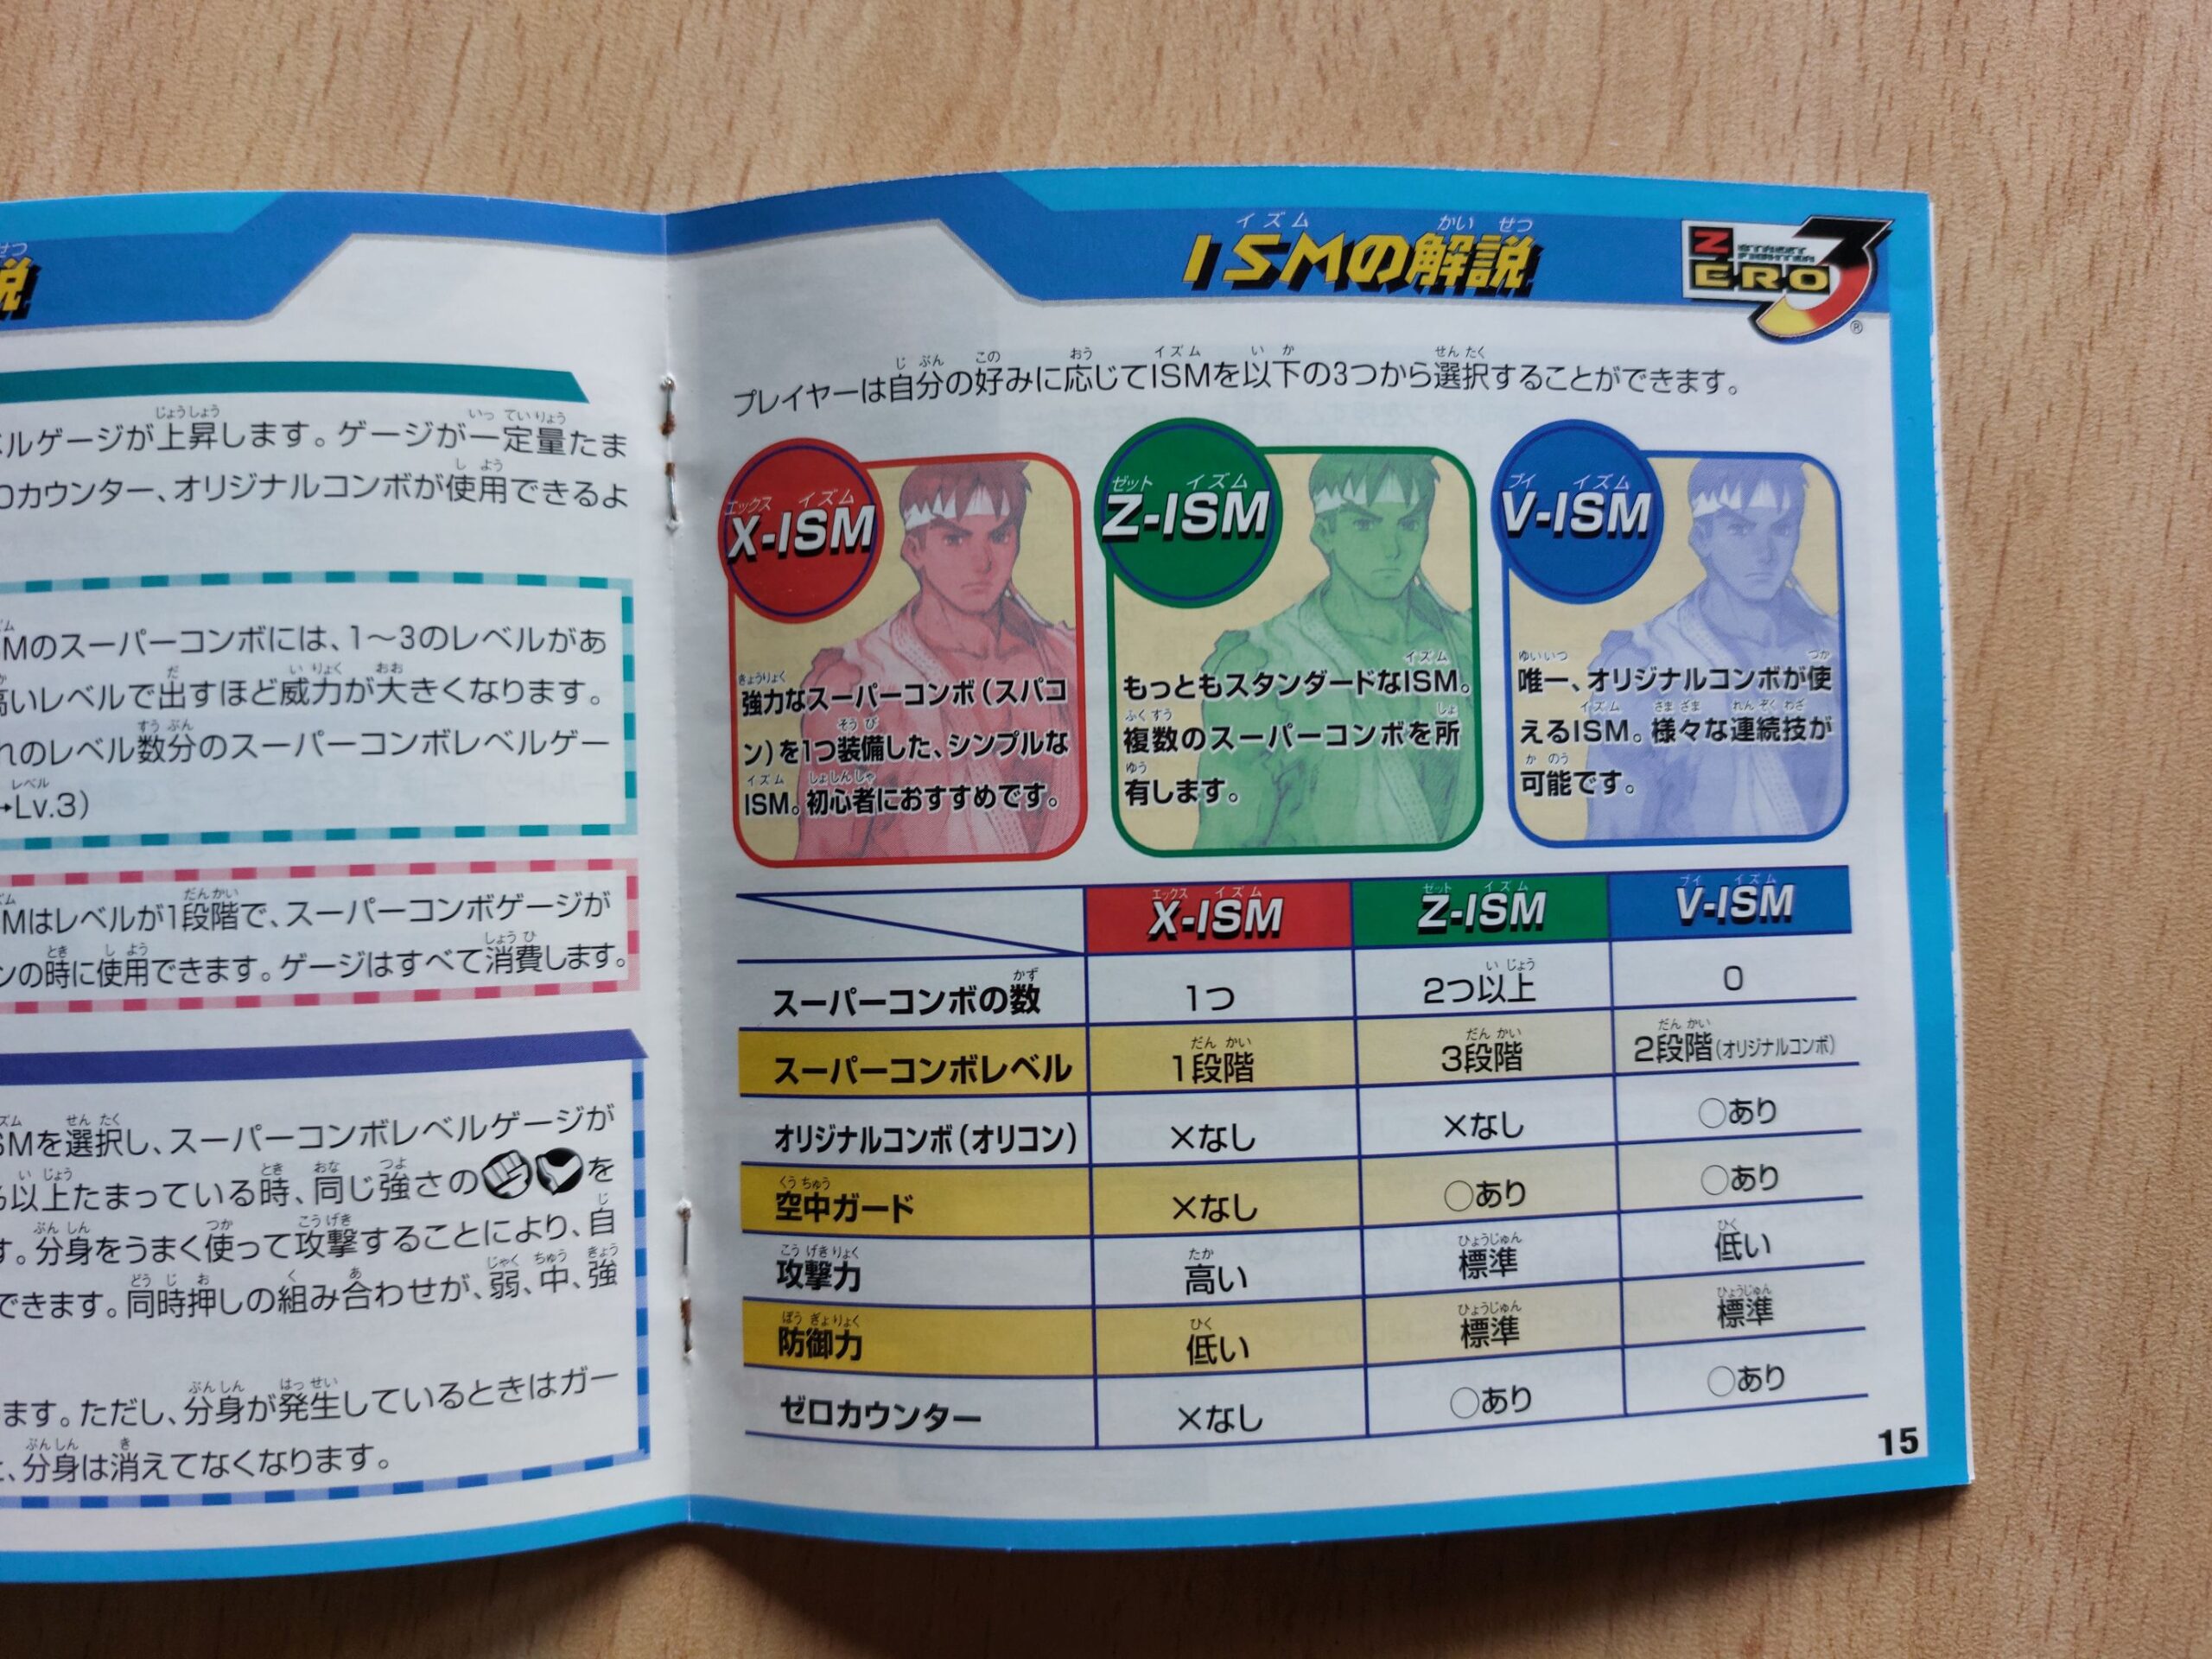 説
ルゲージが上昇します。ゲージが一定量たま
カウンター、オリジナルコンボが使用できるよ
Mのスーパーコンボには、1～3のレベルがあ
高いレベルで出すほど威力が大きくなります。
れのレベル数分のスーパーコンボレベルゲー
→Lv.3)
Mはレベルが1段階で、スーパーコンボゲージが
ンの時に使用できます。ゲージはすべて消費します。
SMを選択し、スーパーコンボレベルゲージが
以上たまっている時、同じ強さの を
す。分身をうまく使って攻撃することにより、自
できます。同時押しの組み合わせが、弱、中、強
ます。ただし、分身が発生しているときはガー
、分身は消えてなくなります。
ISMの解説
ZERO3 STREET FIGHTER ®
プレイヤーは自分の好みに応じてISMを以下の3つから選択することができます。
X-ISM
強力なスーパーコンボ(スパコ
ン)を1つ装備した、シンプルな
ISM。初心者におすすめです。
Z-ISM
もっともスタンダードなISM。
複数のスーパーコンボを所
有します。
V-ISM
唯一、オリジナルコンボが使
えるISM。様々な連続技が
可能です。
X-ISM Z-ISM V-ISM
スーパーコンボの数 1つ 2つ以上 0
スーパーコンボレベル 1段階 3段階 2段階(オリジナルコンボ)
オリジナルコンボ(オリコン) ×なし ×なし ○あり
空中ガード ×なし ○あり ○あり
攻撃力 高い 標準 低い
防御力 低い 標準 標準
ゼロカウンター ×なし ○あり ○あり
15